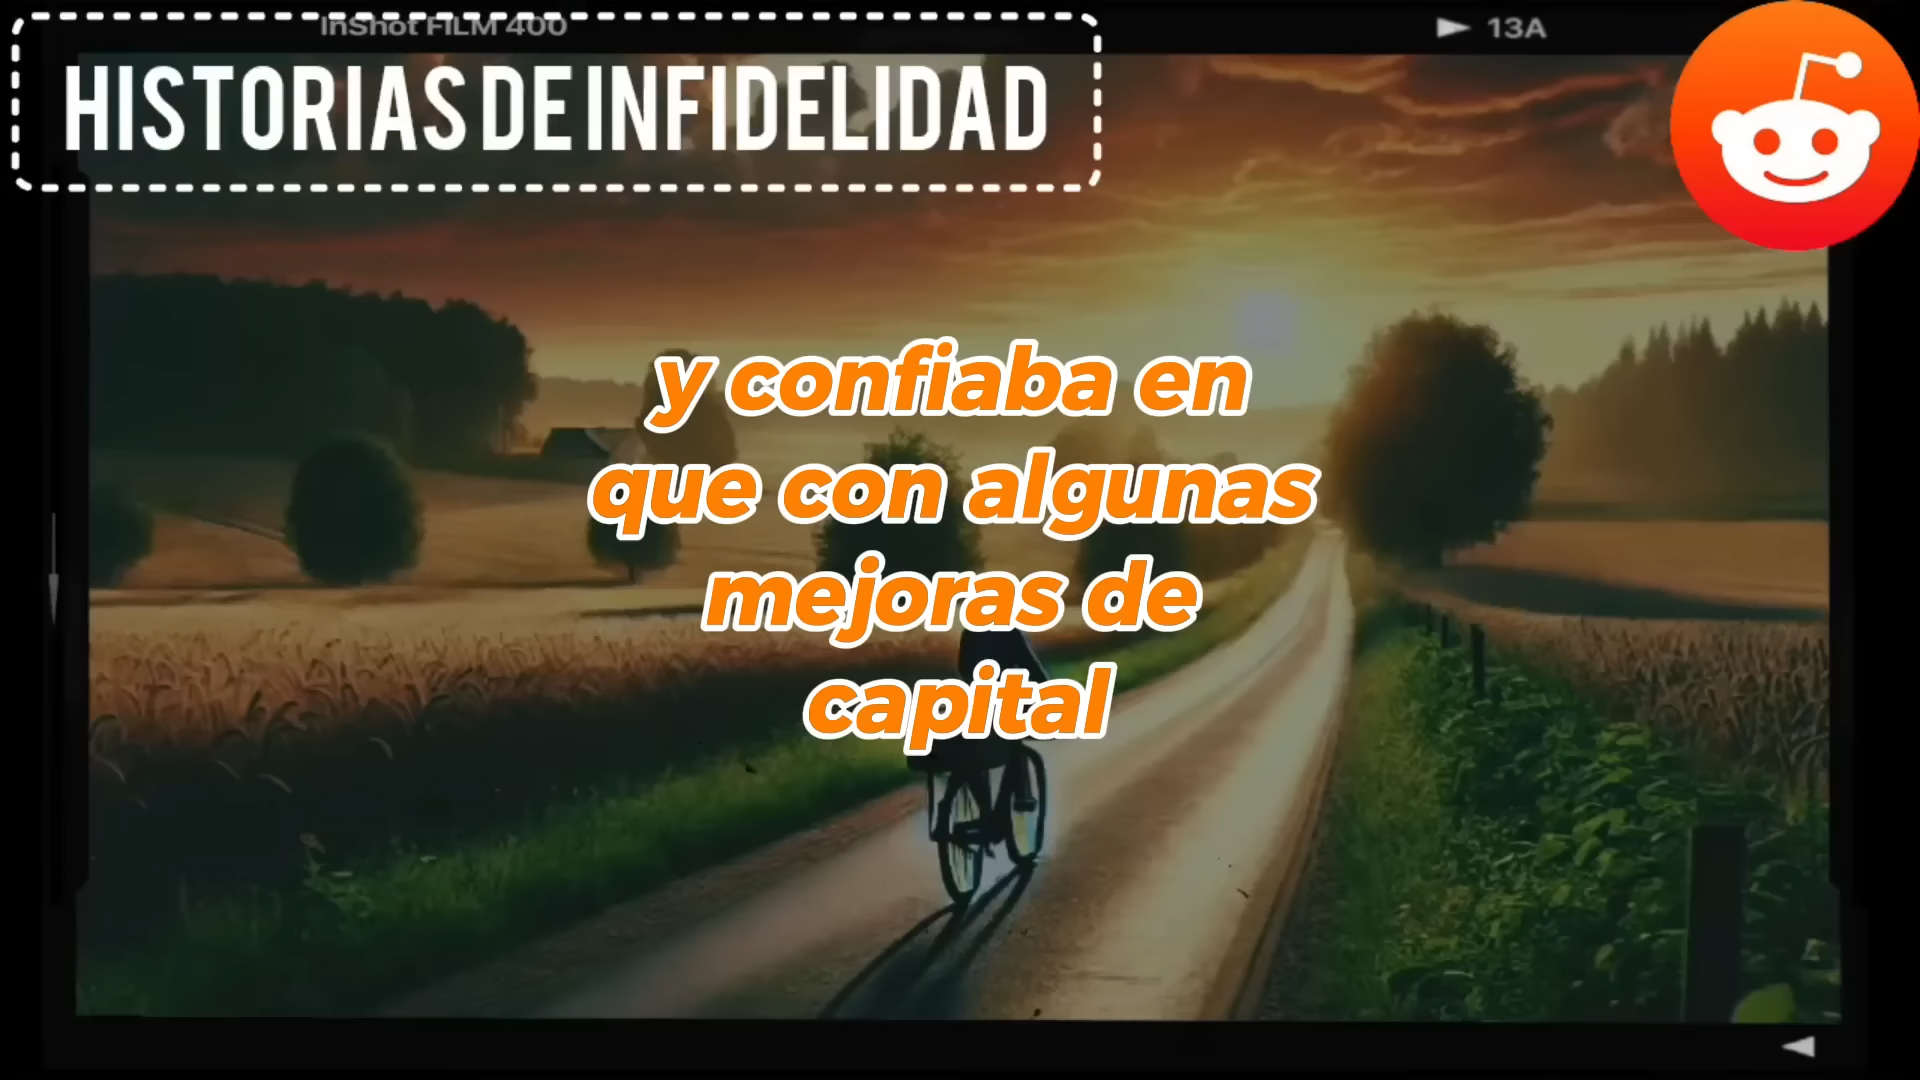 InShot FILM 400
13A
HISTORIAS DE INFIDELIDAD
y confiaba en
que con algunas
mejoras de
capital